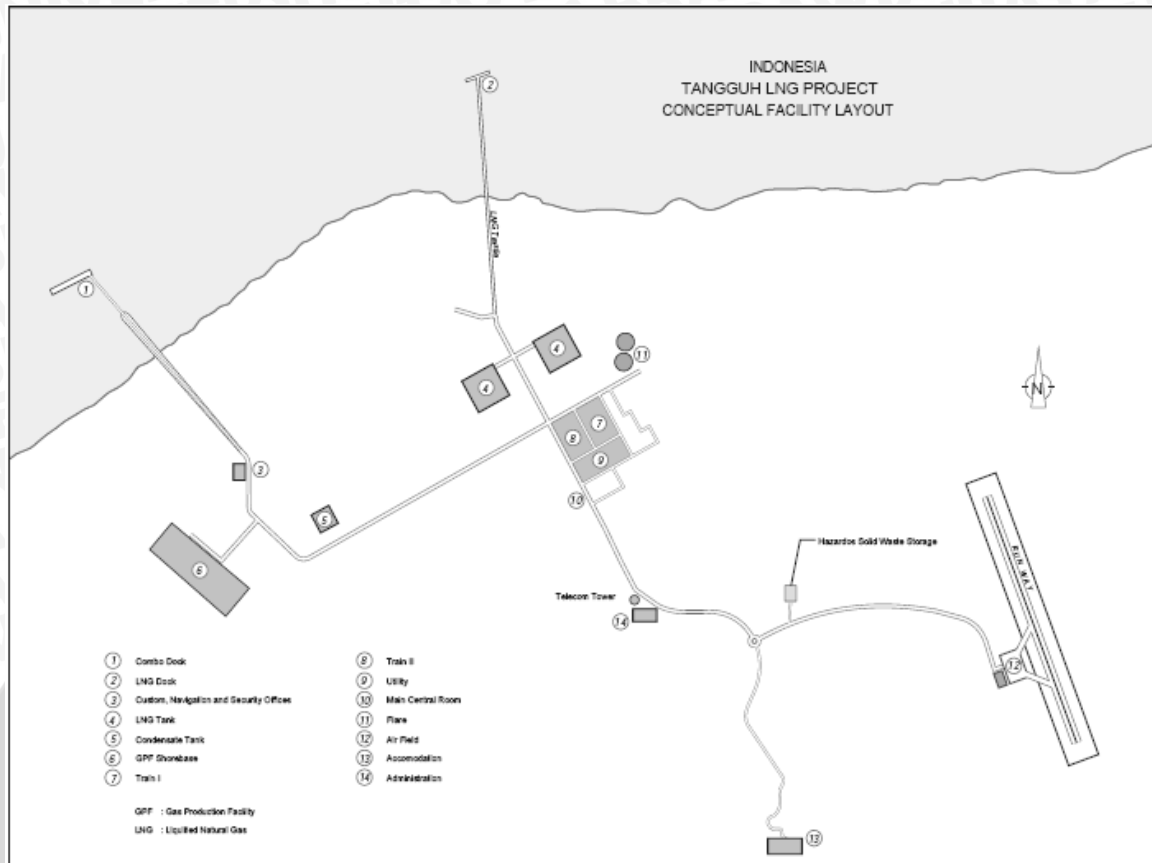 INDONESIA
TANGGUH LNG PROJECT
CONCEPTUAL FACILITY LAYOUT
2
LNG Trestle
1
4
4
11
N
7
8
9
3
10
5
6
RUN WAY
Hazardos Solid Waste Storage
Telecom Tower
14
12
13
1 Combo Dock
2 LNG Dock
3 Custom, Navigation and Security Offices
4 LNG Tank
5 Condensate Tank
6 GPF Shorebase
7 Train I
8 Train II
9 Utility
10 Main Central Room
11 Flare
12 Air Field
13 Accomodation
14 Administration
GPF : Gas Production Facility
LNG : Liquified Natural Gas